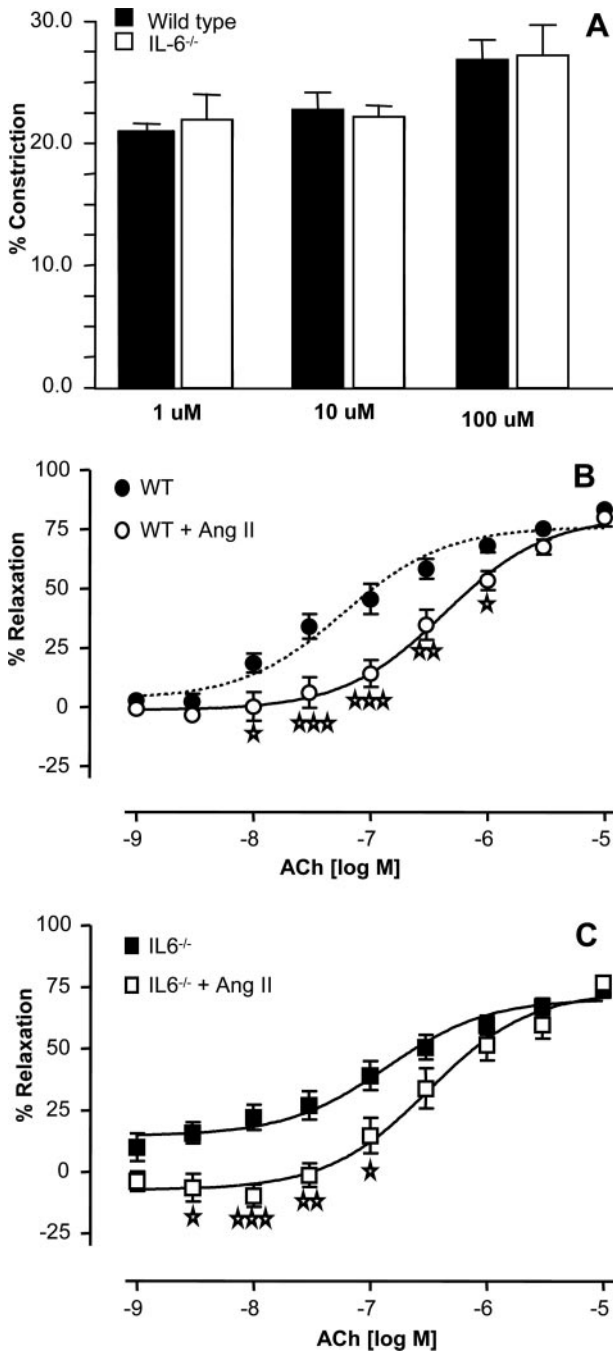 A
Wild type
IL-6-/-
30.0
20.0
10.0
0.0
% Constriction
1 uM 10 uM 100 uM
B
WT
WT + Ang II
100
75
50
25
0
-25
% Relaxation
-9 -8 -7 -6 -5
ACh [log M]
C
IL6-/-
IL6-/- + Ang II
100
75
50
25
0
-25
% Relaxation
-9 -8 -7 -6 -5
ACh [log M]